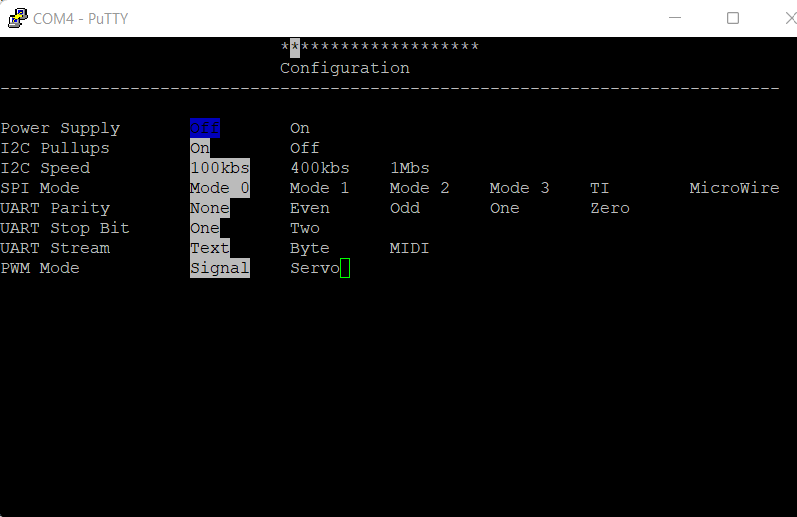 COM4 - PuTTY
********************
Configuration
------------------------------------------------------------------------------
Power Supply Off On
I2C Pullups On Off
I2C Speed 100kbs 400kbs 1Mbs
SPI Mode Mode 0 Mode 1 Mode 2 Mode 3 TI MicroWire
UART Parity None Even Odd One Zero
UART Stop Bit One Two
UART Stream Text Byte MIDI
PWM Mode Signal Servo